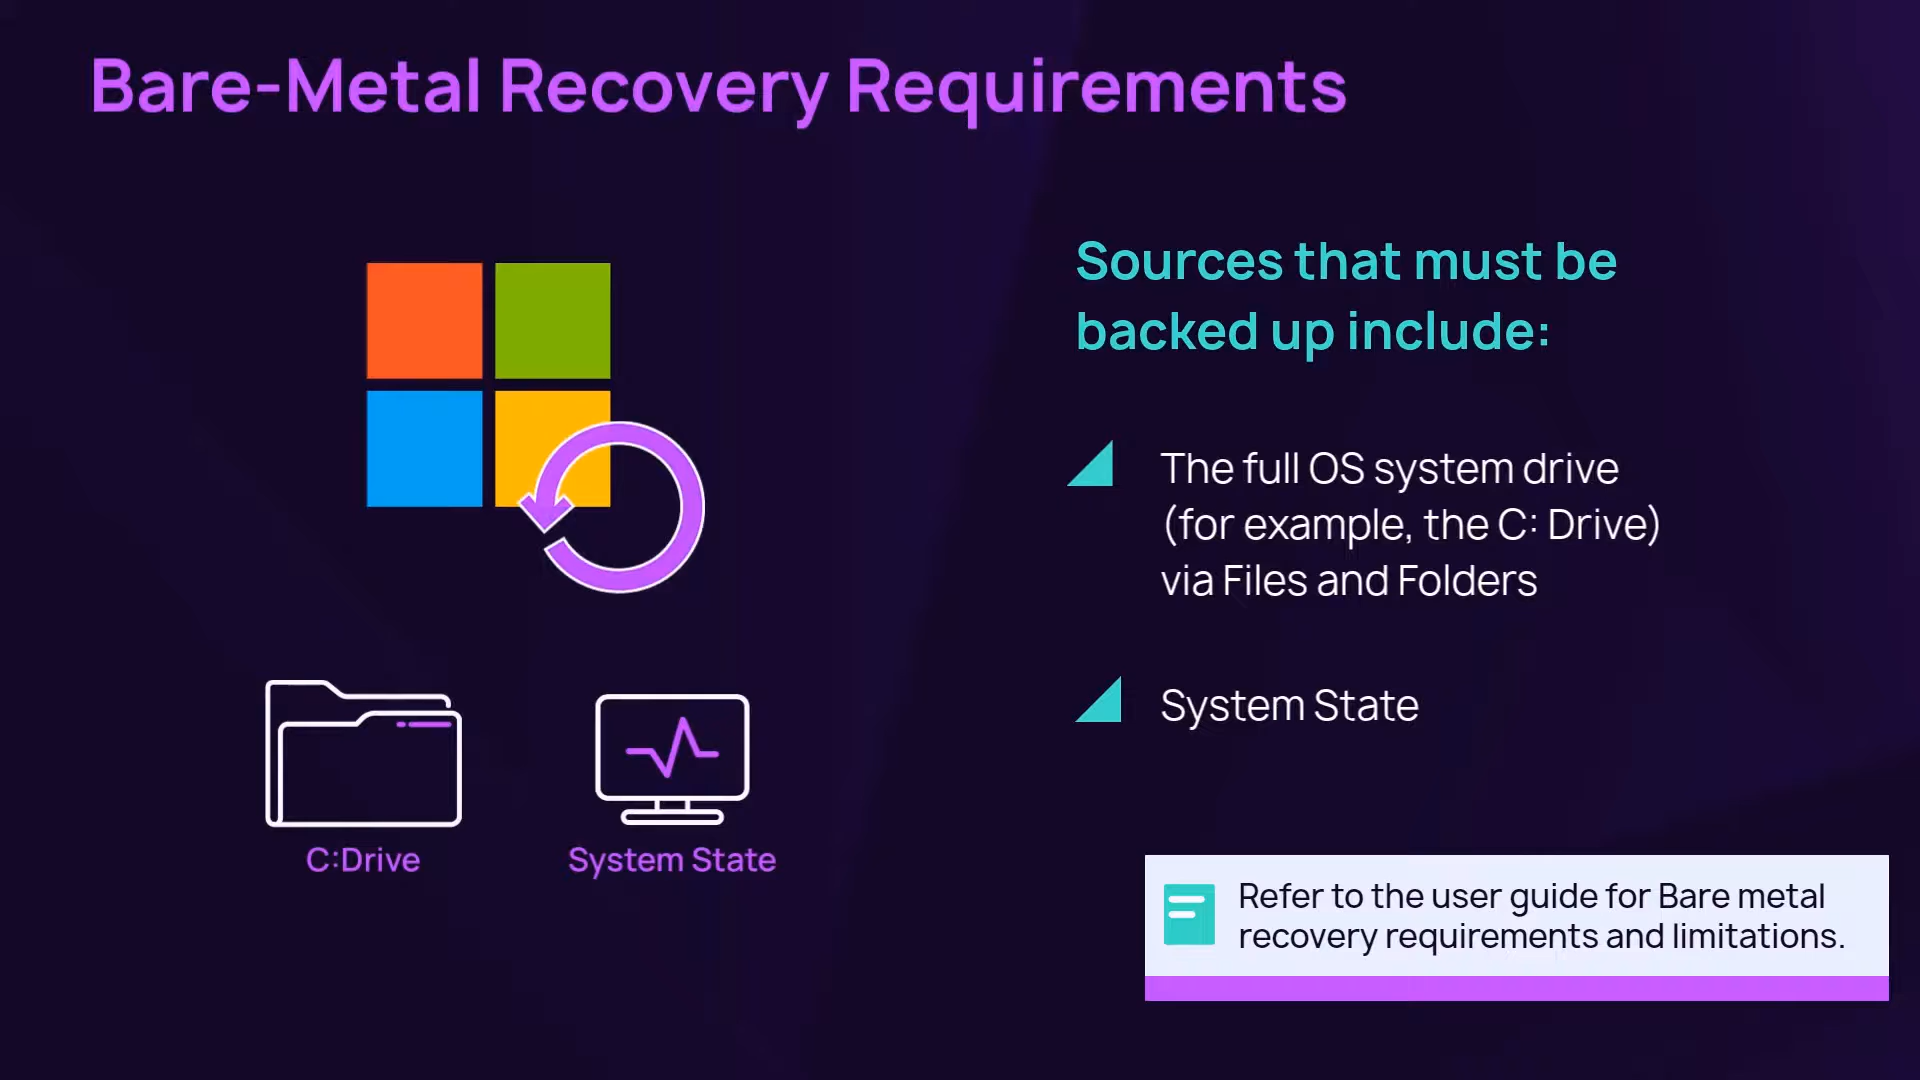 Bare-Metal Recovery Requirements
Sources that must be
backed up include:
The full OS system drive
(for example, the C: Drive)
via Files and Folders
System State
C:Drive
System State
Refer to the user guide for Bare metal
recovery requirements and limitations.